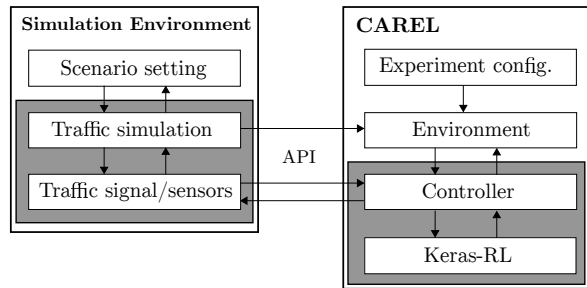 Simulation Environment
Scenario setting
Traffic simulation
Traffic signal/sensors
API
CAREL
Experiment config.
Environment
Controller
Keras-RL